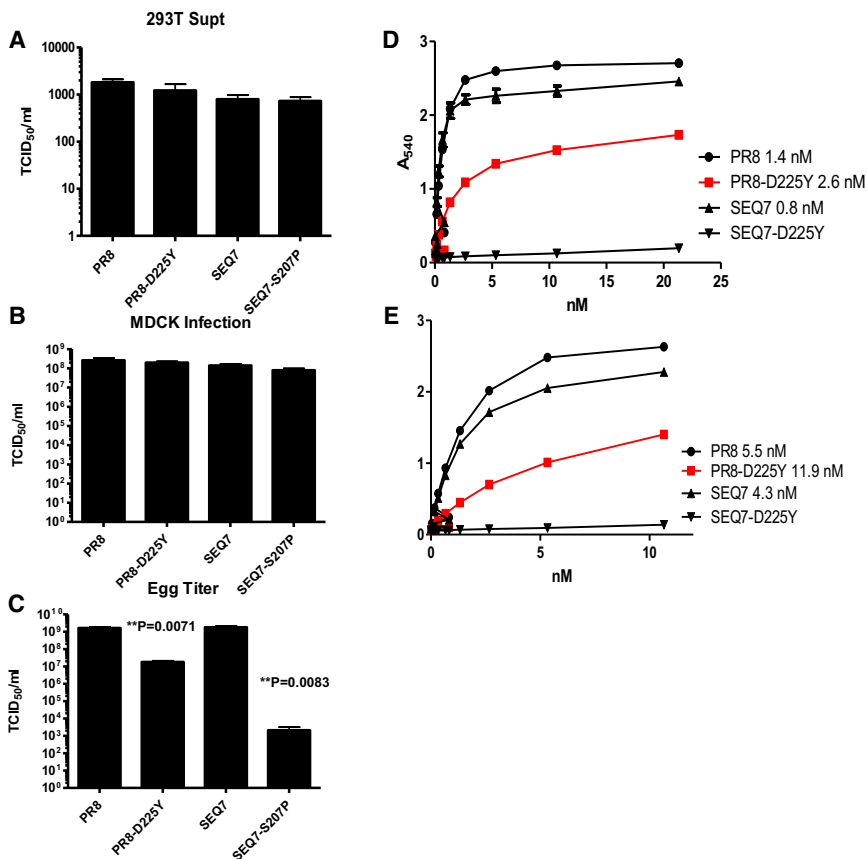 A
293T Supt
TCID50/ml
10000
1000
100
10
1
PR8
PR8-D225Y
SEQ7
SEQ7-S207P
B
MDCK Infection
TCID50/ml
10^9
10^8
10^7
10^6
10^5
10^4
10^3
10^2
10^1
10^0
PR8
PR8-D225Y
SEQ7
SEQ7-S207P
C
Egg Titer
TCID50/ml
10^10
10^9
10^8
10^7
10^6
10^5
10^4
10^3
10^2
10^1
10^0
**P=0.0071
**P=0.0083
PR8
PR8-D225Y
SEQ7
SEQ7-S207P
D
A540
3
2
1
0
0 5 10 15 20 25
nM
PR8 1.4 nM
PR8-D225Y 2.6 nM
SEQ7 0.8 nM
SEQ7-D225Y
E
3
2
1
0
0 5 10
nM
PR8 5.5 nM
PR8-D225Y 11.9 nM
SEQ7 4.3 nM
SEQ7-D225Y